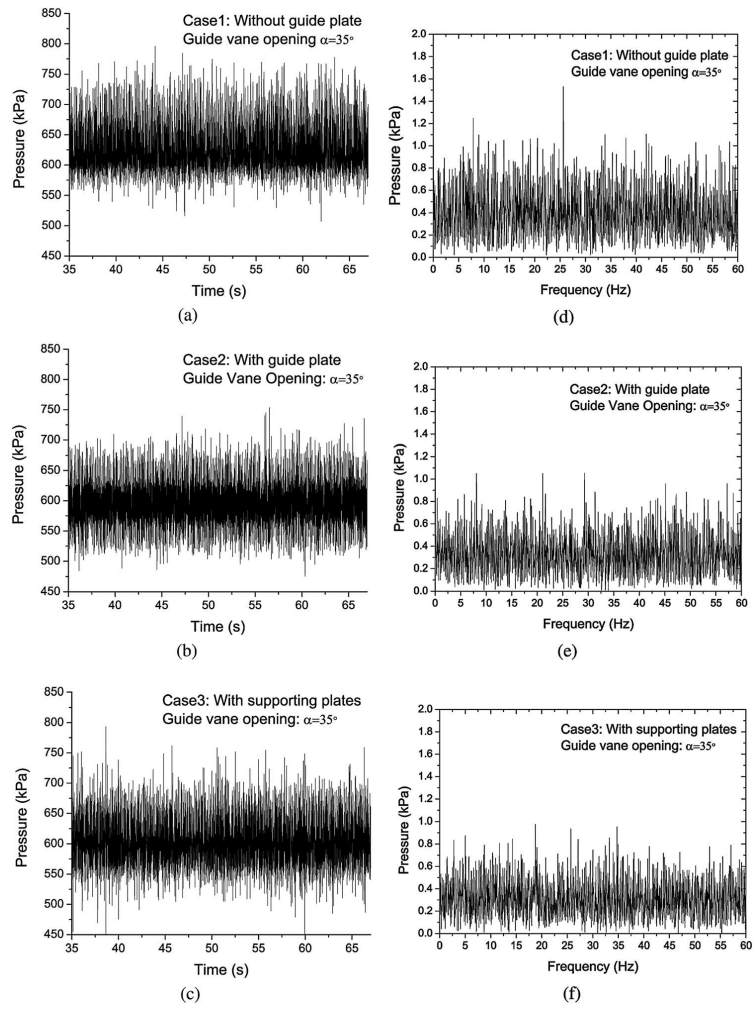 850
800
750
700
650
600
550
500
450
Pressure (kPa)
Case1: Without guide plate
Guide vane opening α=35°
35 40 45 50 55 60 65
Time (s)
(a)
2.0
1.8
1.6
1.4
1.2
1.0
0.8
0.6
0.4
0.2
0.0
Pressure (kPa)
Case1: Without guide plate
Guide vane opening α=35°
0 5 10 15 20 25 30 35 40 45 50 55 60
Frequency (Hz)
(d)
850
800
750
700
650
600
550
500
450
Pressure (kPa)
Case2: With guide plate
Guide Vane Opening: α=35°
35 40 45 50 55 60 65
Time (s)
(b)
2.0
1.8
1.6
1.4
1.2
1.0
0.8
0.6
0.4
0.2
0.0
Pressure (kPa)
Case2: With guide plate
Guide Vane Opening: α=35°
0 5 10 15 20 25 30 35 40 45 50 55 60
Frequency (Hz)
(e)
850
800
750
700
650
600
550
500
450
Pressure (kPa)
Case3: With supporting plates
Guide vane opening: α=35°
35 40 45 50 55 60 65
Time (s)
(c)
2.0
1.8
1.6
1.4
1.2
1.0
0.8
0.6
0.4
0.2
0.0
Pressure (kPa)
Case3: With supporting plates
Guide vane opening: α=35°
0 5 10 15 20 25 30 35 40 45 50 55 60
Frequency (Hz)
(f)